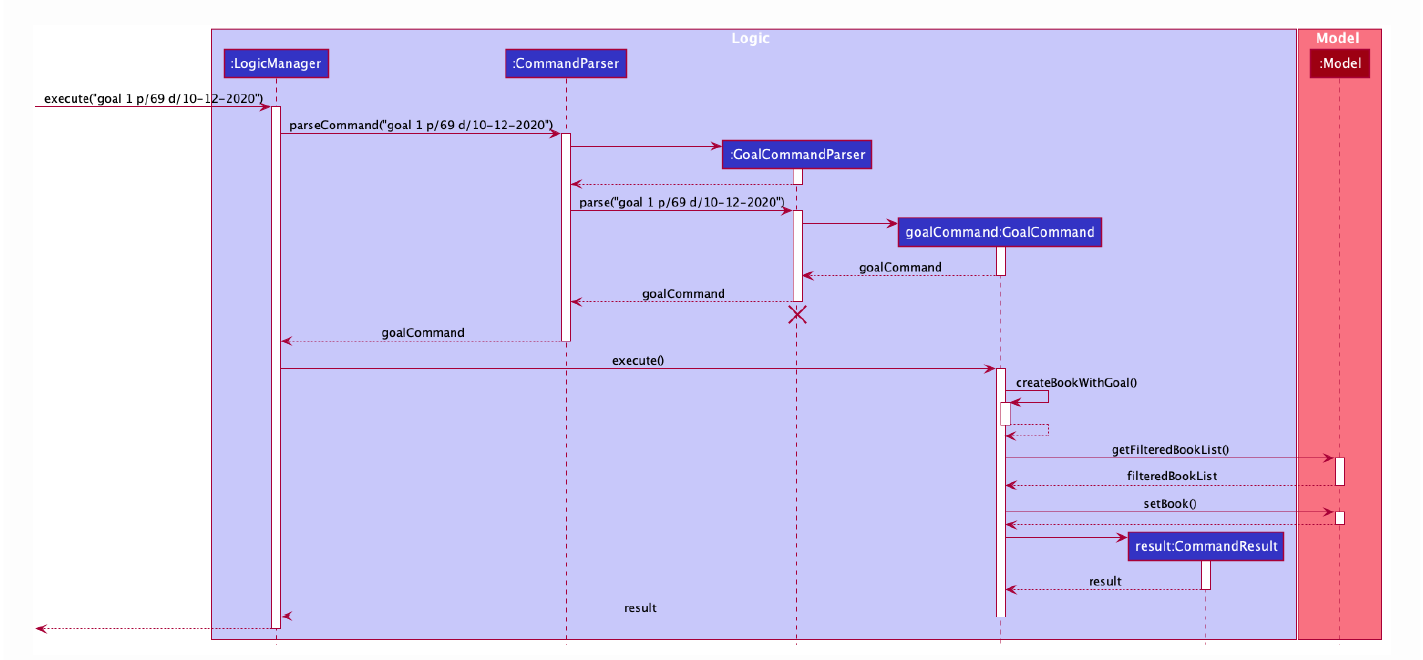 Logic
Model
:LogicManager
:CommandParser
:Model
execute("goal 1 p/69 d/10-12-2020")
parseCommand("goal 1 p/69 d/10-12-2020")
:GoalCommandParser
parse("goal 1 p/69 d/10-12-2020")
goalCommand:GoalCommand
goalCommand
goalCommand
goalCommand
execute()
createBookWithGoal()
getFilteredBookList()
filteredBookList
setBook()
result:CommandResult
result
result